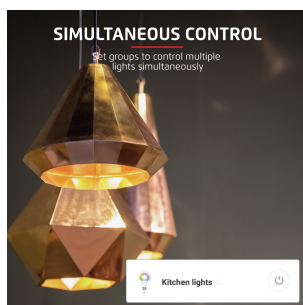 SIMULTANEOUS CONTROL
Set groups to control multiple
lights simultaneously
Kitchen lights